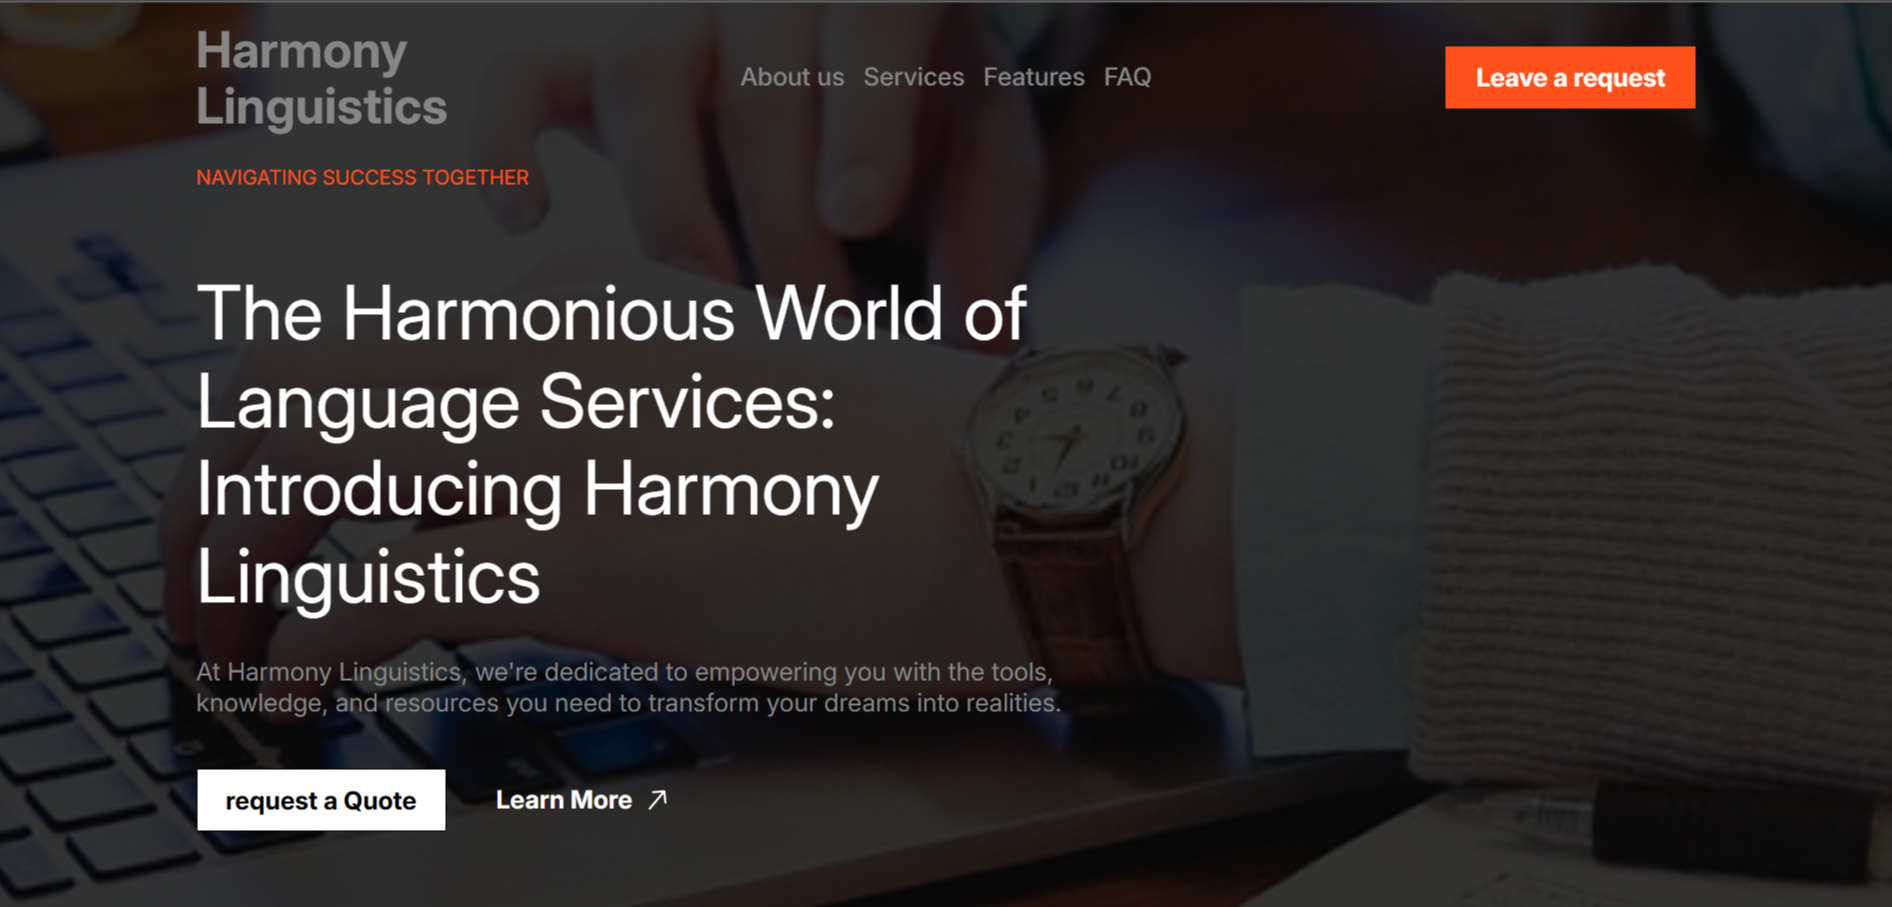 Harmony
Linguistics
About us Services Features FAQ
Leave a request
NAVIGATING SUCCESS TOGETHER
The Harmonious World of
Language Services:
Introducing Harmony
Linguistics
At Harmony Linguistics, we're dedicated to empowering you with the tools,
knowledge, and resources you need to transform your dreams into realities.
request a Quote
Learn More